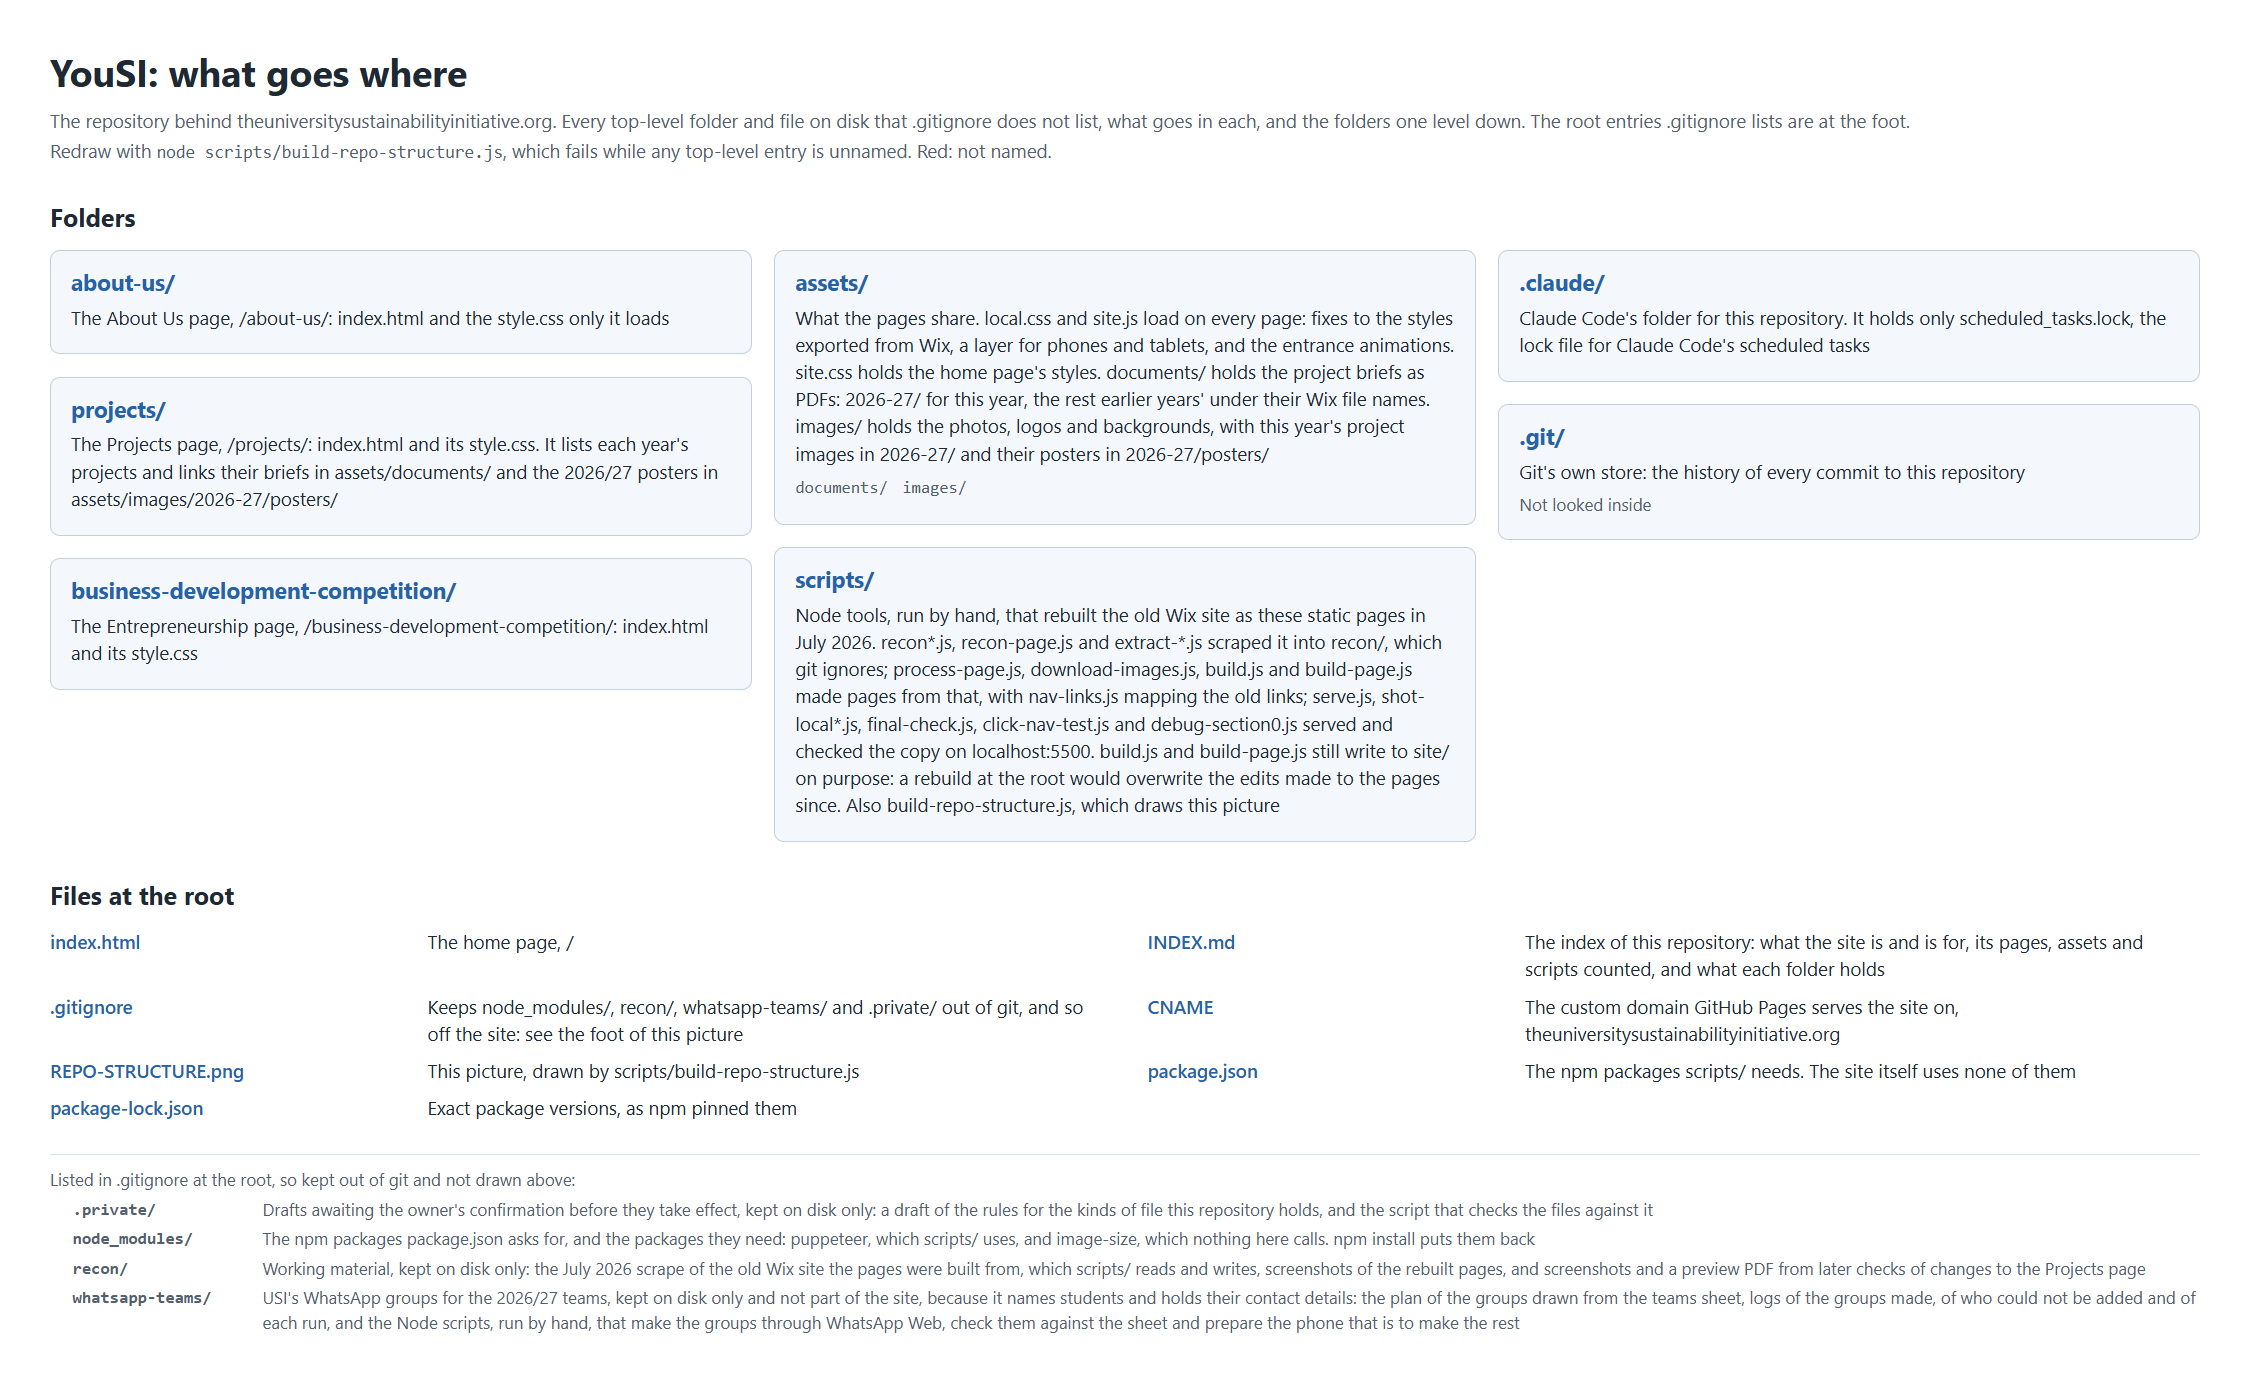 YouSI: what goes where
The repository behind theuniversitysustainabilityinitiative.org. Every top-level folder and file on disk that .gitignore does not list, what goes in each, and the folders one level down. The root entries .gitignore lists are at the foot.
Redraw with node scripts/build-repo-structure.js, which fails while any top-level entry is unnamed. Red: not named.
Folders
about-us/
The About Us page, /about-us/: index.html and the style.css only it loads
projects/
The Projects page, /projects/: index.html and its style.css. It lists each year's
projects and links their briefs in assets/documents/ and the 2026/27 posters in
assets/images/2026-27/posters/
business-development-competition/
The Entrepreneurship page, /business-development-competition/: index.html
and its style.css
assets/
What the pages share. local.css and site.js load on every page: fixes to the styles
exported from Wix, a layer for phones and tablets, and the entrance animations.
site.css holds the home page's styles. documents/ holds the project briefs as
PDFs: 2026-27/ for this year, the rest earlier years' under their Wix file names.
images/ holds the photos, logos and backgrounds, with this year's project
images in 2026-27/ and their posters in 2026-27/posters/
documents/ images/
scripts/
Node tools, run by hand, that rebuilt the old Wix site as these static pages in
July 2026. recon*.js, recon-page.js and extract-*.js scraped it into recon/, which
git ignores; process-page.js, download-images.js, build.js and build-page.js
made pages from that, with nav-links.js mapping the old links; serve.js, shot-
local*.js, final-check.js, click-nav-test.js and debug-section0.js served and
checked the copy on localhost:5500. build.js and build-page.js still write to site/
on purpose: a rebuild at the root would overwrite the edits made to the pages
since. Also build-repo-structure.js, which draws this picture
.claude/
Claude Code's folder for this repository. It holds only scheduled_tasks.lock, the
lock file for Claude Code's scheduled tasks
.git/
Git's own store: the history of every commit to this repository
Not looked inside
Files at the root
index.html
The home page, /
INDEX.md
The index of this repository: what the site is and is for, its pages, assets and
scripts counted, and what each folder holds
.gitignore
Keeps node_modules/, recon/, whatsapp-teams/ and .private/ out of git, and so
off the site: see the foot of this picture
CNAME
The custom domain GitHub Pages serves the site on,
theuniversitysustainabilityinitiative.org
REPO-STRUCTURE.png
This picture, drawn by scripts/build-repo-structure.js
package.json
The npm packages scripts/ needs. The site itself uses none of them
package-lock.json
Exact package versions, as npm pinned them
Listed in .gitignore at the root, so kept out of git and not drawn above:
.private/
Drafts awaiting the owner's confirmation before they take effect, kept on disk only: a draft of the rules for the kinds of file this repository holds, and the script that checks the files against it
node_modules/
The npm packages package.json asks for, and the packages they need: puppeteer, which scripts/ uses, and image-size, which nothing here calls. npm install puts them back
recon/
Working material, kept on disk only: the July 2026 scrape of the old Wix site the pages were built from, which scripts/ reads and writes, screenshots of the rebuilt pages, and screenshots and a preview PDF from later checks of changes to the Projects page
whatsapp-teams/
USI's WhatsApp groups for the 2026/27 teams, kept on disk only and not part of the site, because it names students and holds their contact details: the plan of the groups drawn from the teams sheet, logs of the groups made, of who could not be added and of
each run, and the Node scripts, run by hand, that make the groups through WhatsApp Web, check them against the sheet and prepare the phone that is to make the rest